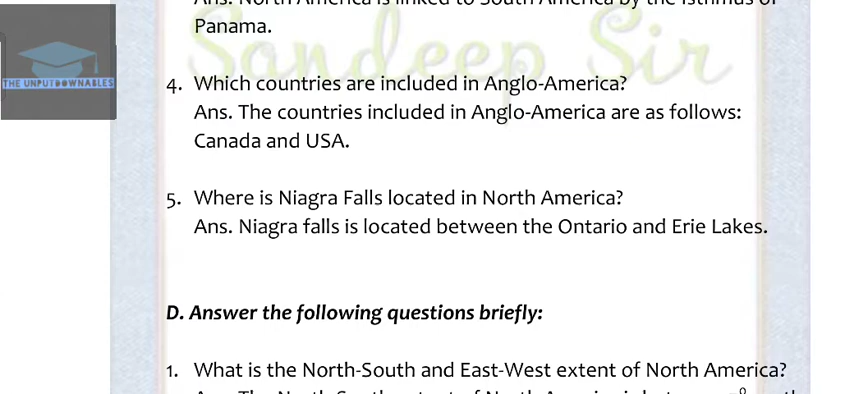 Panama.
Sandeep Sir
THE UNPUTDOWNABLES
4. Which countries are included in Anglo-America?
Ans. The countries included in Anglo-America are as follows:
Canada and USA.
5. Where is Niagra Falls located in North America?
Ans. Niagra falls is located between the Ontario and Erie Lakes.
D. Answer the following questions briefly:
1. What is the North-South and East-West extent of North America?